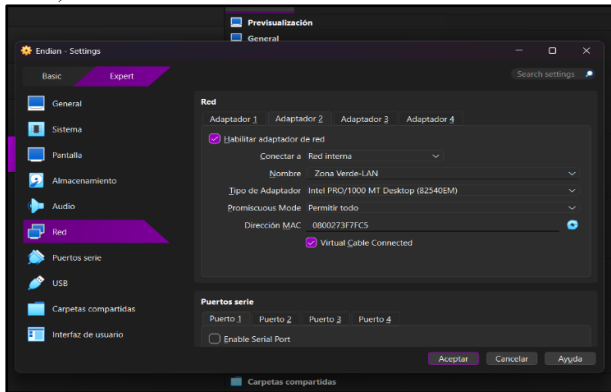 Previsualización
General
Endian - Settings
Basic Expert Search settings
General
Sistema
Pantalla
Almacenamiento
Audio
Red
Puertos serie
USB
Carpetas compartidas
Interfaz de usuario
Red
Adaptador 1 Adaptador 2 Adaptador 3 Adaptador 4
Habilitar adaptador de red
Conectar a Red interna
Nombre Zona Verde-LAN
Tipo de Adaptador Intel PRO/1000 MT Desktop (82540EM)
Promiscuous Mode Permitir todo
Dirección MAC 0800273F7FC5
Virtual Cable Connected
Puertos serie
Puerto 1 Puerto 2 Puerto 3 Puerto 4
Enable Serial Port
Aceptar Cancelar Ayuda
Carpetas compartidas